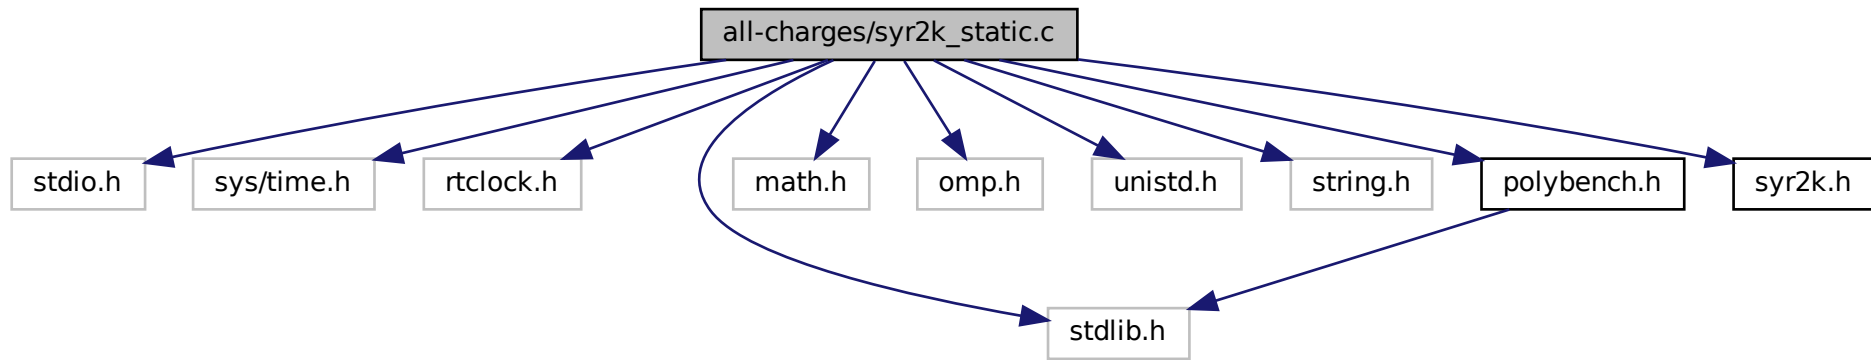 all-charges/syr2k_static.c
stdio.h
sys/time.h
rtclock.h
math.h
omp.h
unistd.h
string.h
polybench.h
syr2k.h
stdlib.h